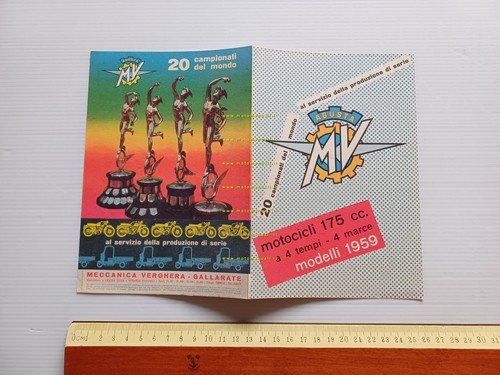 AGUSTA
MV
20 campionati
del mondo
al servizio della produzione di serie
MECCANICA VERGHERA - GALLARATE
20 campionati del mondo
al servizio della produzione di serie
AGUSTA
MV
motocicli 175 cc.
a 4 tempi - 4 marce
modelli 1959